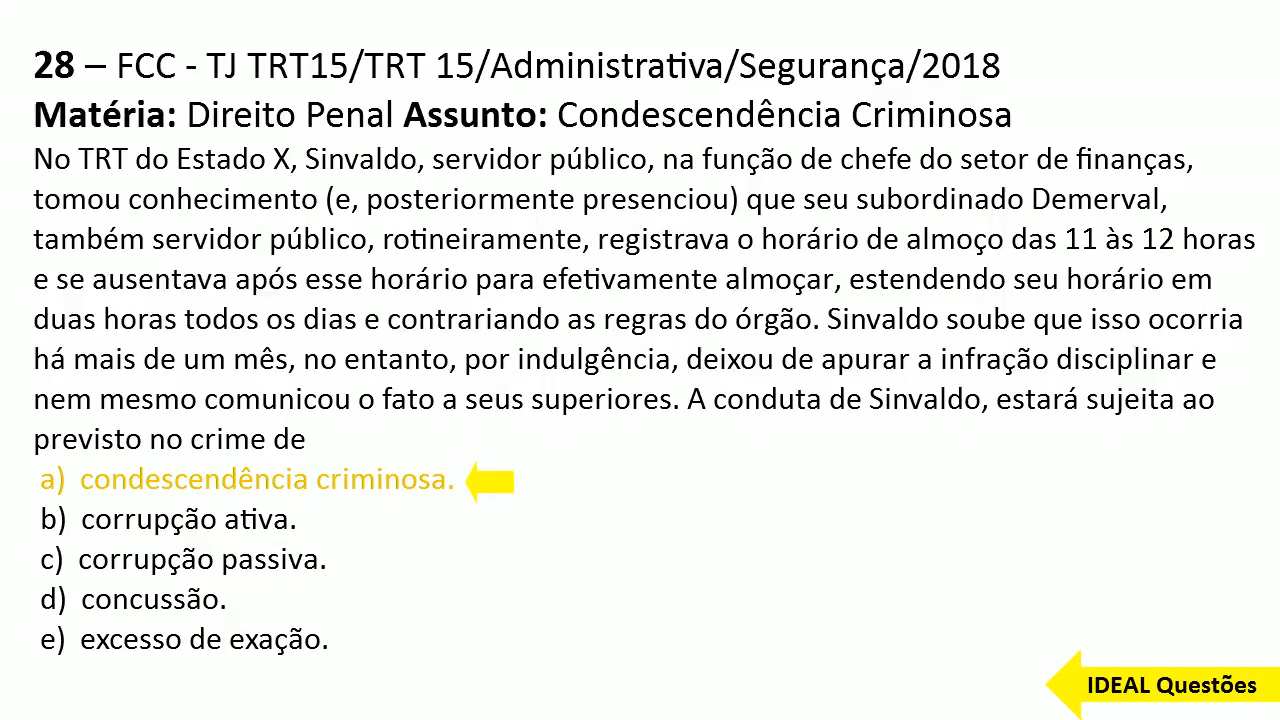 28 – FCC - TJ TRT15/TRT 15/Administrativa/Segurança/2018
Matéria: Direito Penal Assunto: Condescendência Criminosa
No TRT do Estado X, Sinvaldo, servidor público, na função de chefe do setor de finanças,
tomou conhecimento (e, posteriormente presenciou) que seu subordinado Demerval,
também servidor público, rotineiramente, registrava o horário de almoço das 11 às 12 horas
e se ausentava após esse horário para efetivamente almoçar, estendendo seu horário em
duas horas todos os dias e contrariando as regras do órgão. Sinvaldo soube que isso ocorria
há mais de um mês, no entanto, por indulgência, deixou de apurar a infração disciplinar e
nem mesmo comunicou o fato a seus superiores. A conduta de Sinvaldo, estará sujeita ao
previsto no crime de
a) condescendência criminosa.
b) corrupção ativa.
c) corrupção passiva.
d) concussão.
e) excesso de exação.
IDEAL Questões